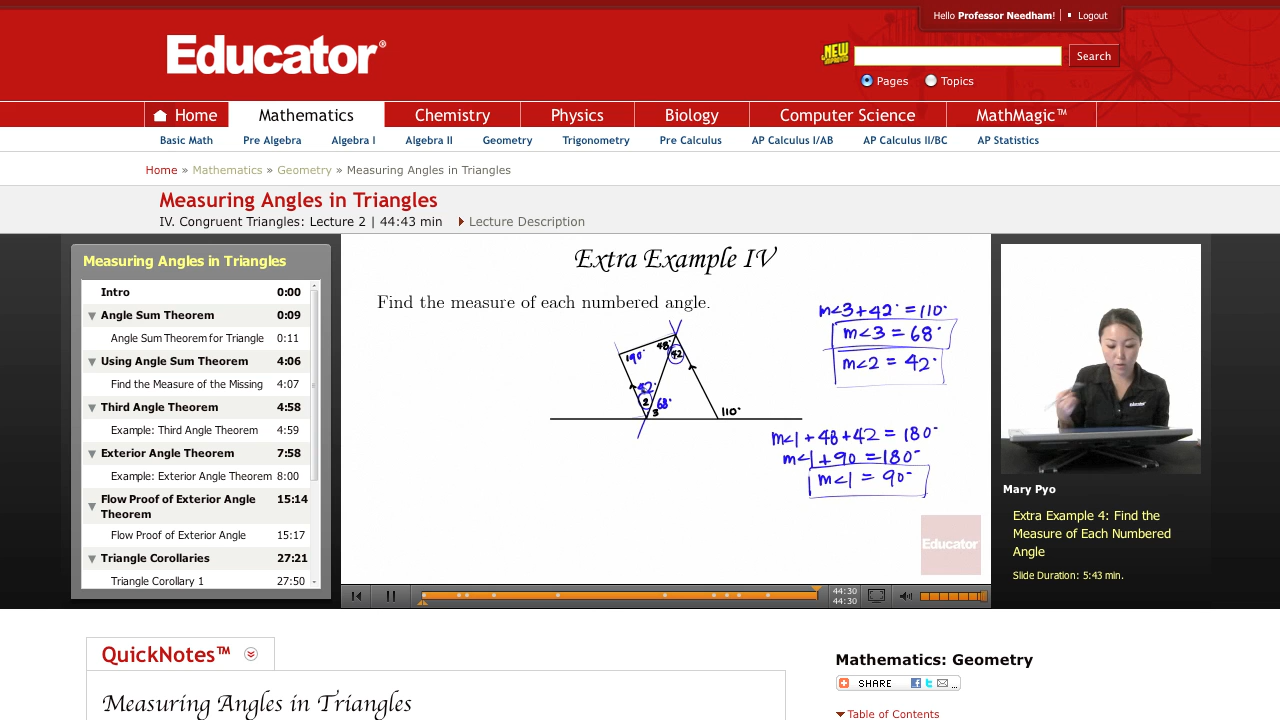 Hello Professor Needham! Logout
Educator®
NEW
Search
Pages Topics
Home Mathematics Chemistry Physics Biology Computer Science MathMagic™
Basic Math Pre Algebra Algebra I Algebra II Geometry Trigonometry Pre Calculus AP Calculus I/AB AP Calculus II/BC AP Statistics
Home » Mathematics » Geometry » Measuring Angles in Triangles
Measuring Angles in Triangles
IV. Congruent Triangles: Lecture 2 | 44:43 min Lecture Description
Measuring Angles in Triangles
Intro 0:00
Angle Sum Theorem 0:09
Angle Sum Theorem for Triangle 0:11
Using Angle Sum Theorem 4:06
Find the Measure of the Missing 4:07
Third Angle Theorem 4:58
Example: Third Angle Theorem 4:59
Exterior Angle Theorem 7:58
Example: Exterior Angle Theorem 8:00
Flow Proof of Exterior Angle 15:14
Theorem
Flow Proof of Exterior Angle 15:17
Triangle Corollaries 27:21
Triangle Corollary 1 27:50
Extra Example IV
Find the measure of each numbered angle.
48°
42
190°
42°
2
68°
3
110°
m∠3 + 42° = 110°
m∠3 = 68°
m∠2 = 42°
m∠1 + 48 + 42 = 180°
m∠1 + 90 = 180°
m∠1 = 90°
Educator
44:30
44:30
educator
Mary Pyo
Extra Example 4: Find the
Measure of Each Numbered
Angle
Slide Duration: 5:43 min.
QuickNotes™
Measuring Angles in Triangles
Mathematics: Geometry
SHARE ...
Table of Contents